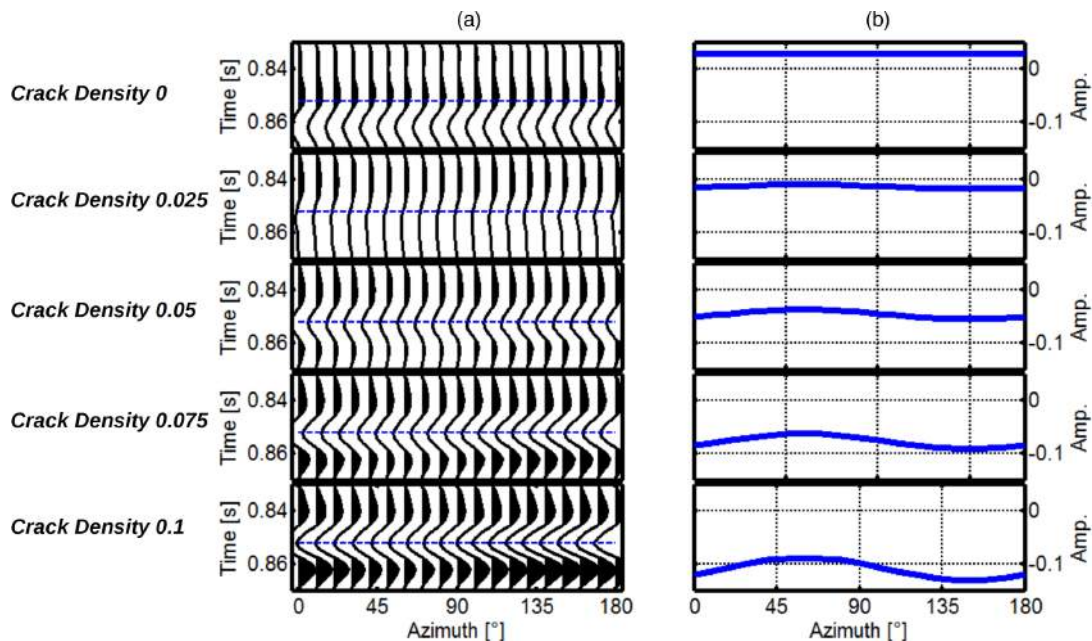 (a) (b)
Crack Density 0
Time [s]
0.84
0.86
0
-0.1
Amp.
Crack Density 0.025
Time [s]
0.84
0.86
0
-0.1
Amp.
Crack Density 0.05
Time [s]
0.84
0.86
0
-0.1
Amp.
Crack Density 0.075
Time [s]
0.84
0.86
0
-0.1
Amp.
Crack Density 0.1
Time [s]
0.84
0.86
0
-0.1
Amp.
0 45 90 135 180 0 45 90 135 180
Azimuth [°] Azimuth [°]